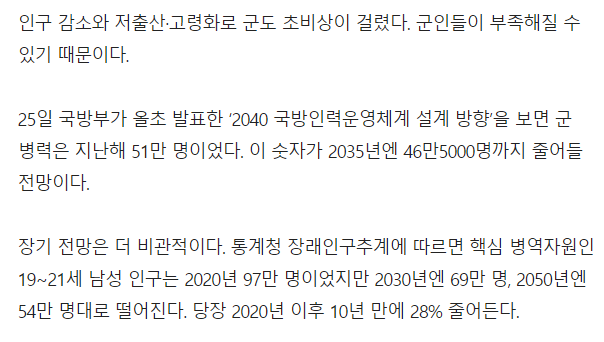 인구 감소와 저출산·고령화로 군도 초비상이 걸렸다. 군인들이 부족해질 수
있기 때문이다.
25일 국방부가 올초 발표한 ‘2040 국방인력운영체계 설계 방향’을 보면 군
병력은 지난해 51만 명이었다. 이 숫자가 2035년엔 46만5000명까지 줄어들
전망이다.
장기 전망은 더 비관적이다. 통계청 장래인구추계에 따르면 핵심 병역자원인
19~21세 남성 인구는 2020년 97만 명이었지만 2030년엔 69만 명, 2050년엔
54만 명대로 떨어진다. 당장 2020년 이후 10년 만에 28% 줄어든다.